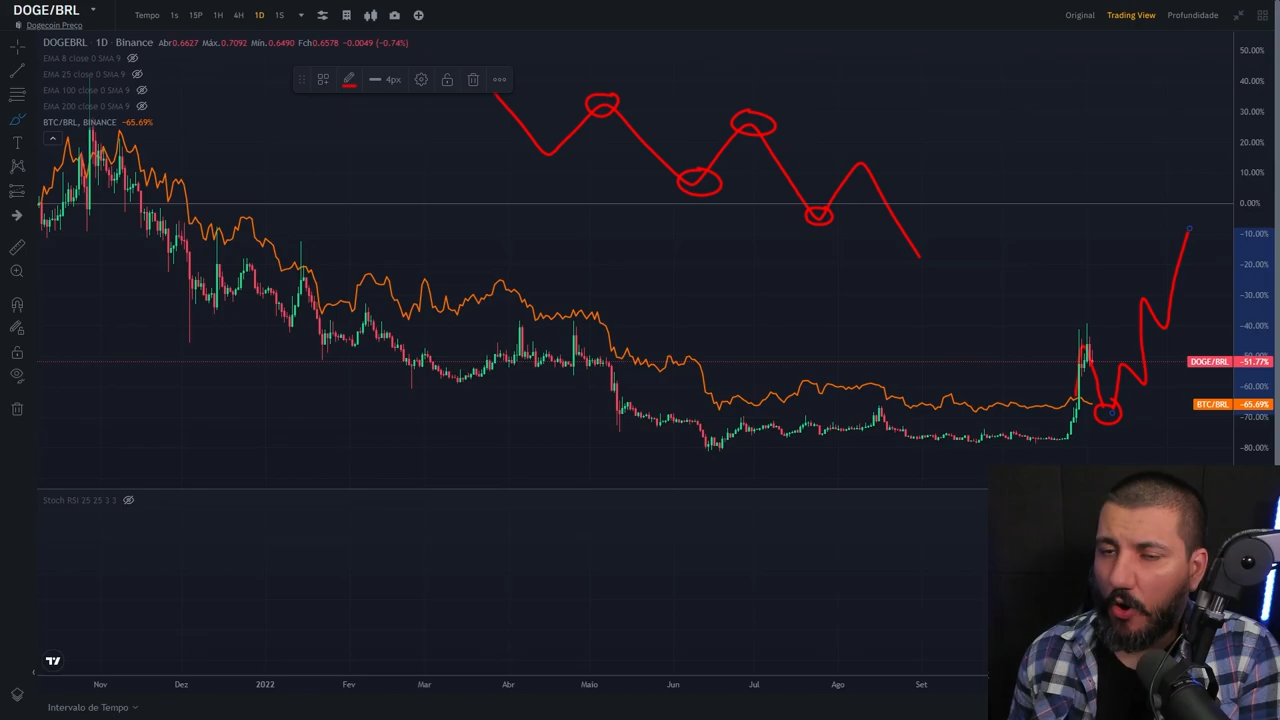 DOGE/BRL
Dogecoin Preço
Tempo 1s 15P 1H 4H 1D 1S
Original Trading View Profundidade
DOGEBRL · 1D · Binance Abr0.6627 Máx.0.7092 Mín.0.6490 Fch0.6578 -0.0049 (-0.74%)
EMA 8 close 0 SMA 9
EMA 25 close 0 SMA 9
EMA 100 close 0 SMA 9
EMA 200 close 0 SMA 9
BTC/BRL, BINANCE -65.69%
4px
50.00%
40.00%
30.00%
20.00%
10.00%
0.00%
-10.00%
-20.00%
-30.00%
-40.00%
-50.00%
DOGE/BRL -51.77%
-60.00%
BTC/BRL -65.69%
-70.00%
-80.00%
Stoch RSI 25 25 3 3
Nov Dez 2022 Fev Mar Abr Maio Jun Jul Ago Set
Intervalo de Tempo